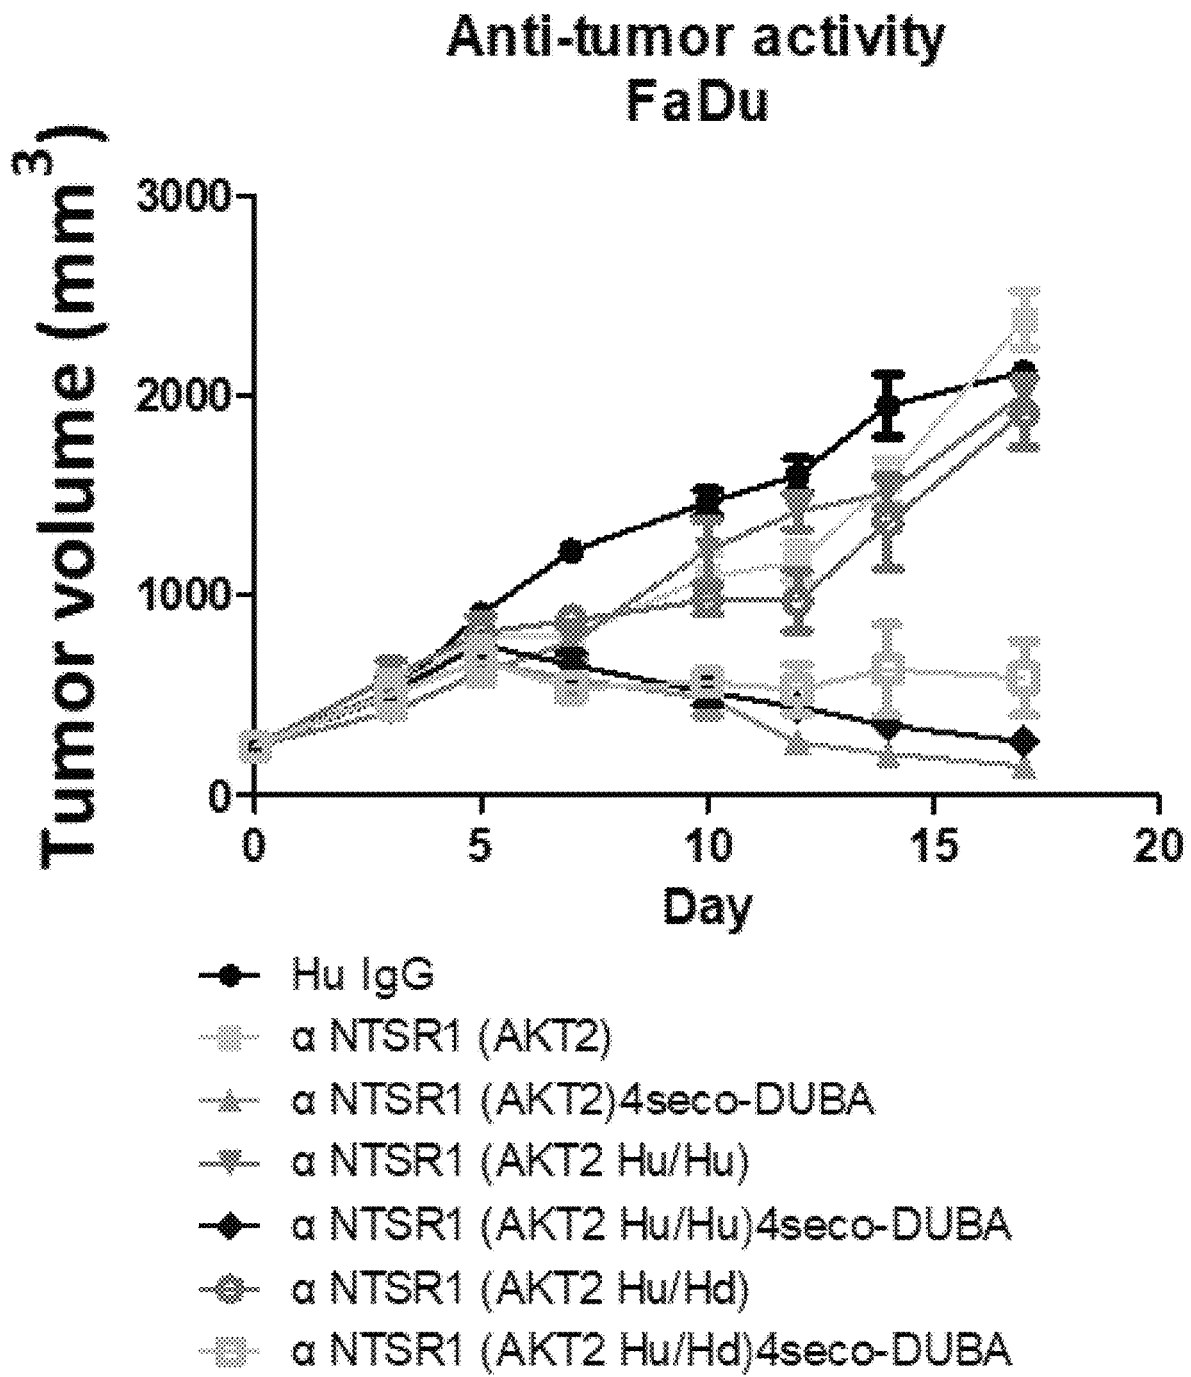 Anti-tumor activity
FaDu
Tumor volume (mm³)
3000
2000
1000
0
0 5 10 15 20
Day
Hu IgG
α NTSR1 (AKT2)
α NTSR1 (AKT2)4seco-DUBA
α NTSR1 (AKT2 Hu/Hu)
α NTSR1 (AKT2 Hu/Hu)4seco-DUBA
α NTSR1 (AKT2 Hu/Hd)
α NTSR1 (AKT2 Hu/Hd)4seco-DUBA